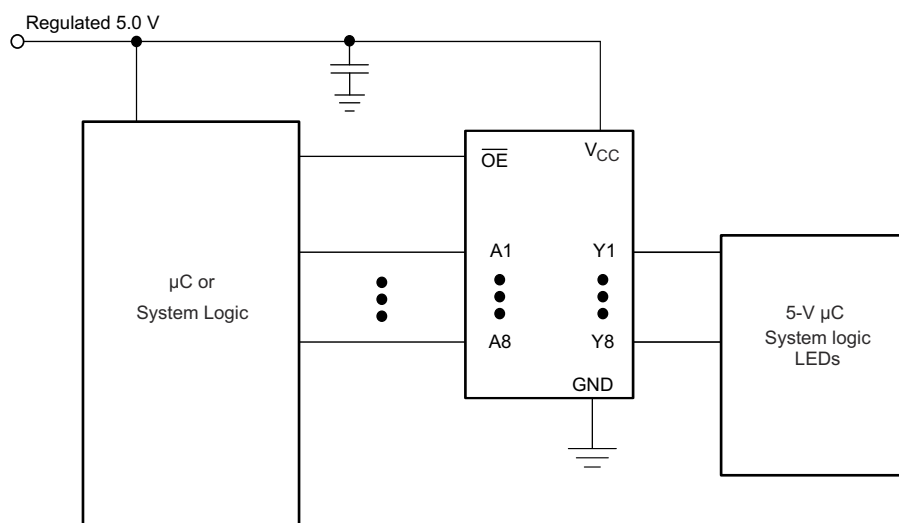 Regulated 5.0 V
OE
VCC
A1
Y1
µC or
System Logic
5-V µC
System logic
LEDs
A8
Y8
GND